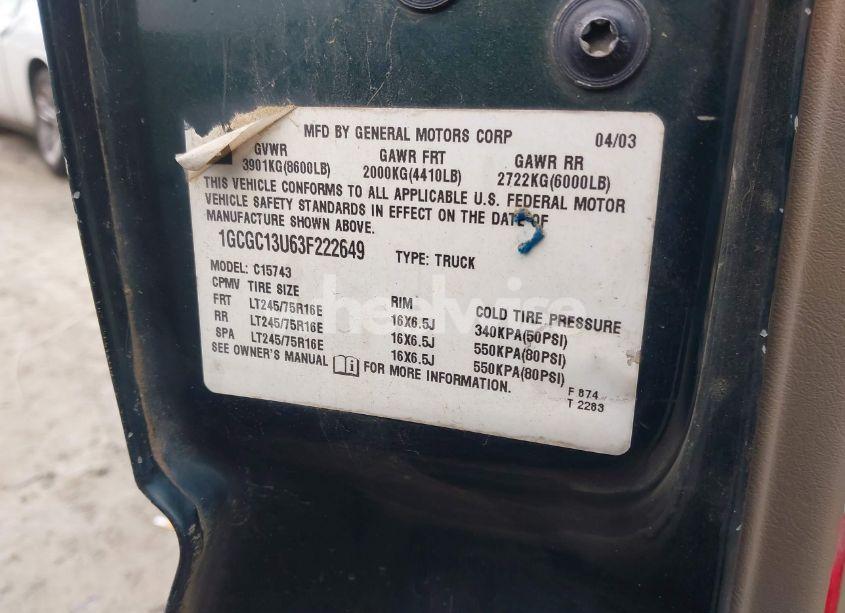 MFD BY GENERAL MOTORS CORP 04/03
GVWR GAWR FRT GAWR RR
3901KG(8600LB) 2000KG(4410LB) 2722KG(6000LB)
THIS VEHICLE CONFORMS TO ALL APPLICABLE U.S. FEDERAL MOTOR
VEHICLE SAFETY STANDARDS IN EFFECT ON THE DATE OF
MANUFACTURE SHOWN ABOVE.
1GCGC13U63F222649 TYPE: TRUCK
MODEL: C15743
CPMV TIRE SIZE RIM COLD TIRE PRESSURE
FRT LT245/75R16E 16X6.5J 340KPA(50PSI)
RR LT245/75R16E 16X6.5J 550KPA(80PSI)
SPA LT245/75R16E 16X6.5J 550KPA(80PSI)
SEE OWNER'S MANUAL FOR MORE INFORMATION.
F 874
T 2283